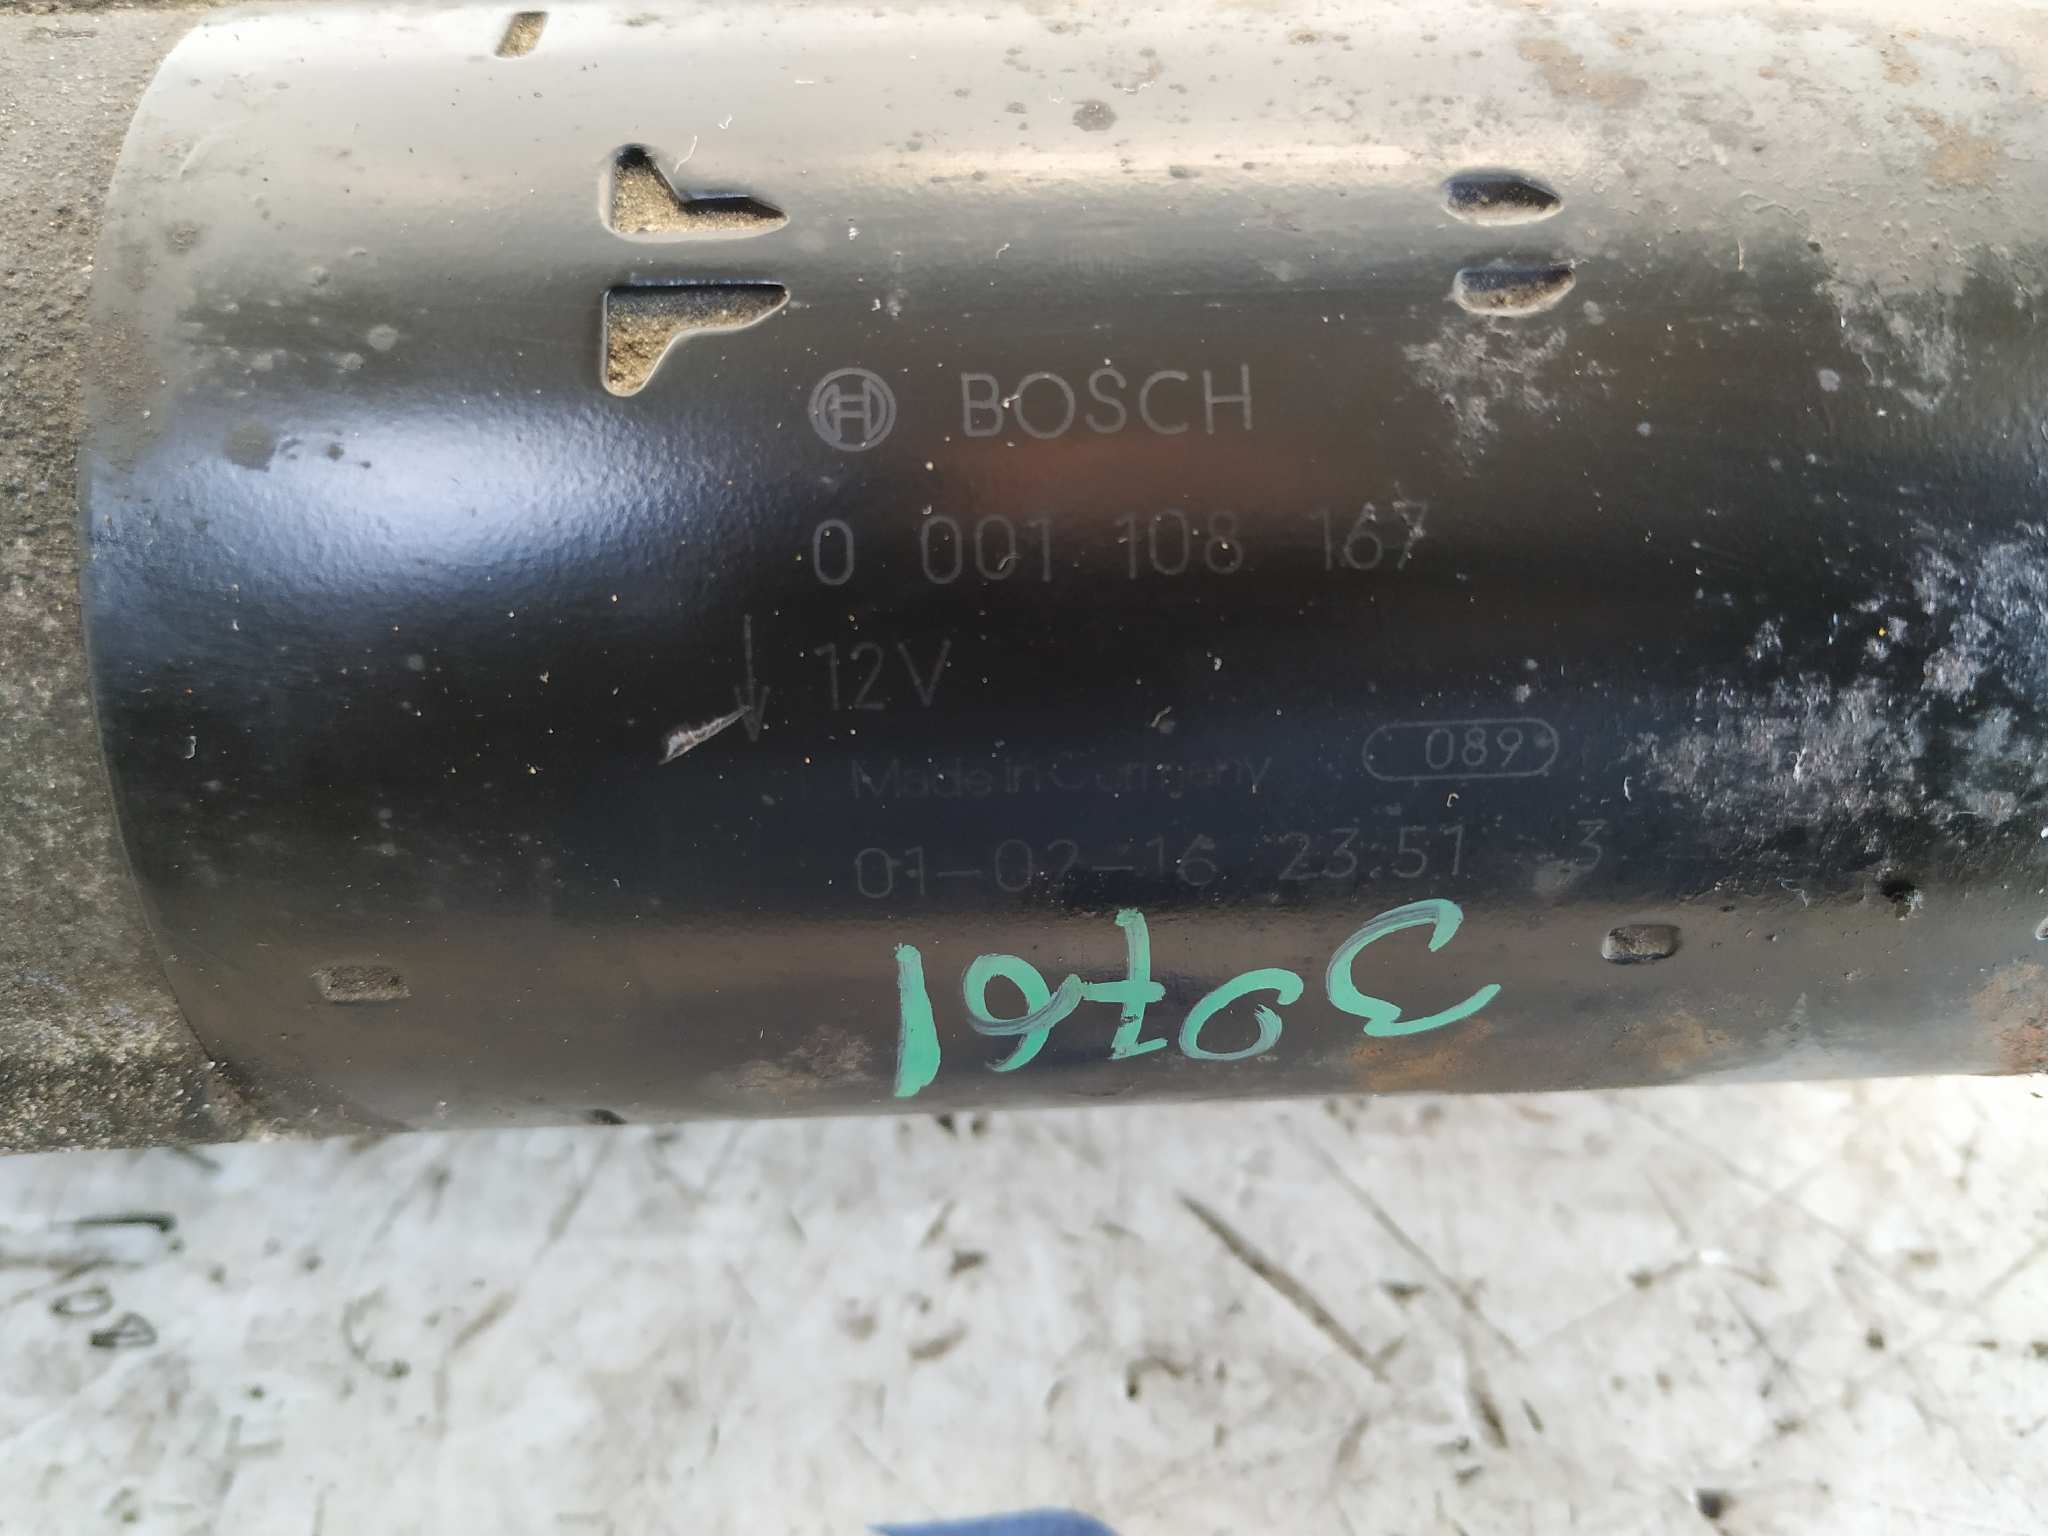 BOSCH
0 001 108 167
12V
Made in Germany 089
01-02-16 23:51 3
30761